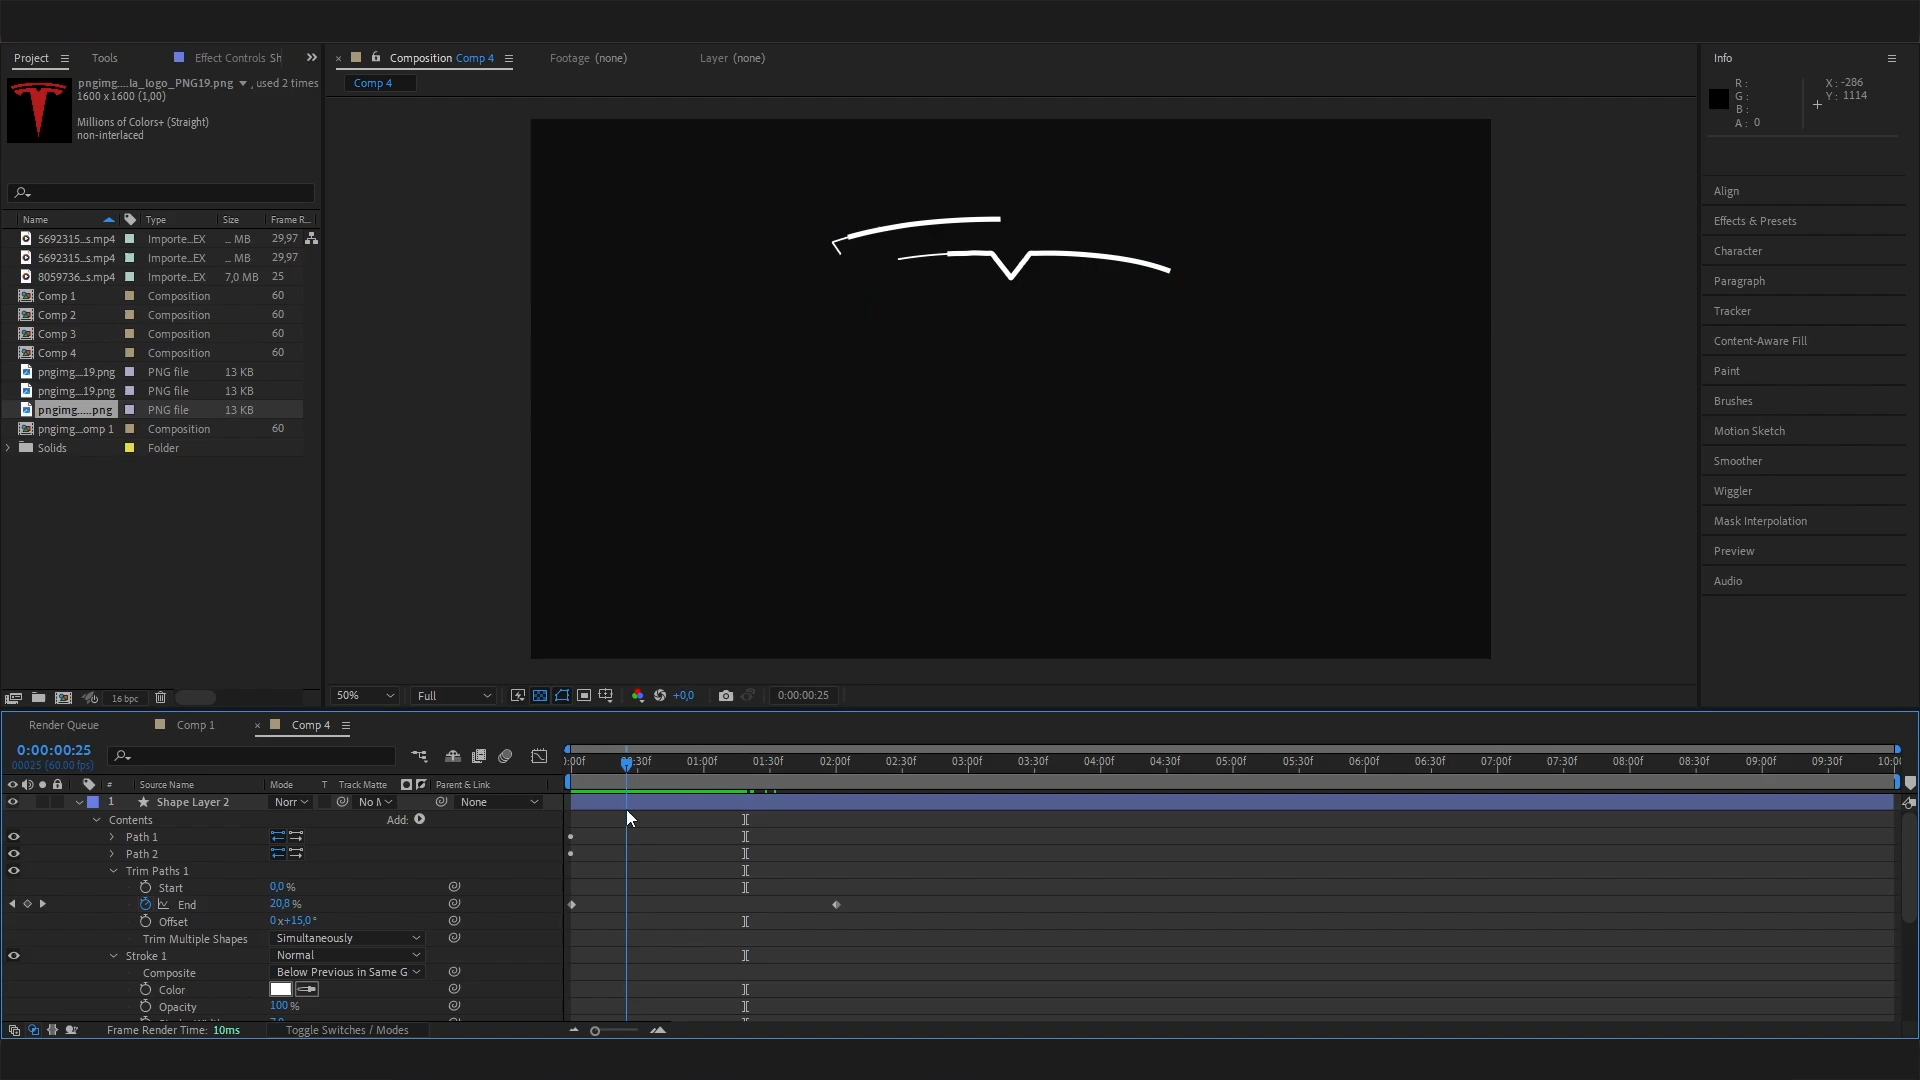 Project
Tools
Effect Controls Sh
Composition Comp 4
Footage (none)
Layer (none)
Info
pngimg....la_logo_PNG19.png
, used 2 times
1600 x 1600 (1,00)
Millions of Colors+ (Straight)
non-interlaced
Comp 4
R :
G :
B :
A : 0
X : -286
Y : 1114
Name
Type
Size
Frame R...
5692315...s.mp4 Importe...EX ... MB 29,97
5692315...s.mp4 Importe...EX ... MB 29,97
8059736...s.mp4 Importe...EX 7,0 MB 25
Comp 1 Composition 60
Comp 2 Composition 60
Comp 3 Composition 60
Comp 4 Composition 60
pngimg....19.png PNG file 13 KB
pngimg....19.png PNG file 13 KB
pngimg.....png PNG file 13 KB
pngimg....omp 1 Composition 60
Solids Folder
Align
Effects & Presets
Character
Paragraph
Tracker
Content-Aware Fill
Paint
Brushes
Motion Sketch
Smoother
Wiggler
Mask Interpolation
Preview
Audio
16 bpc
50%
Full
+0,0
0:00:00:25
Render Queue
Comp 1
Comp 4
0:00:00:25
00025 (60.00 fps)
:00f 00:30f 01:00f 01:30f 02:00f 02:30f 03:00f 03:30f 04:00f 04:30f 05:00f 05:30f 06:00f 06:30f 07:00f 07:30f 08:00f 08:30f 09:00f 09:30f 10:00
# Source Name Mode T Track Matte Parent & Link
1 Shape Layer 2 Norr No M None
Contents Add:
Path 1
Path 2
Trim Paths 1
Start 0,0 %
End 20,8 %
Offset 0 x+15,0 °
Trim Multiple Shapes Simultaneously
Stroke 1 Normal
Composite Below Previous in Same G
Color
Opacity 100 %
Frame Render Time: 10ms
Toggle Switches / Modes